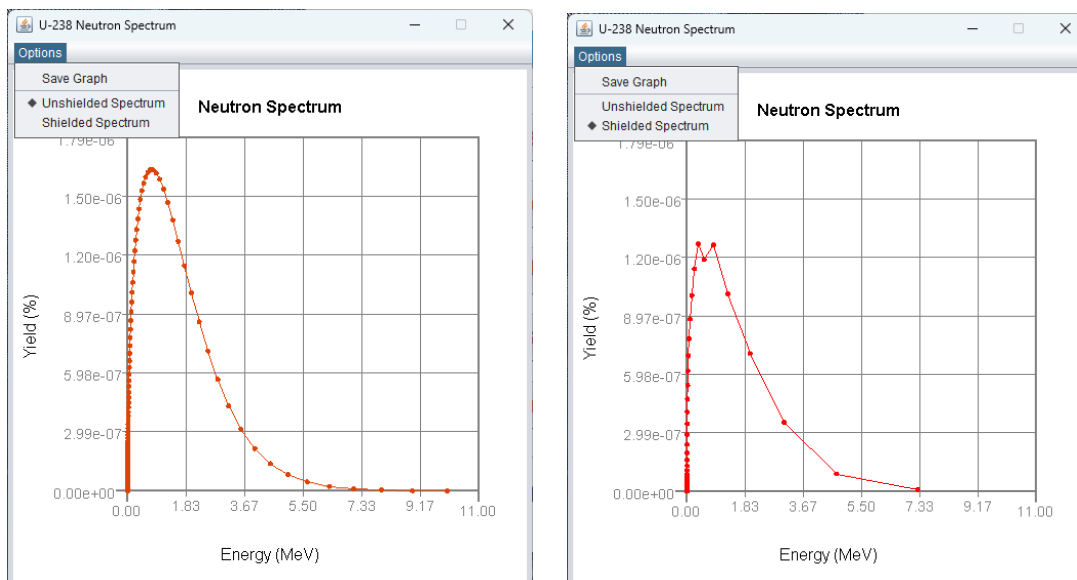 U-238 Neutron Spectrum
Options
Save Graph
Unshielded Spectrum
Shielded Spectrum
Neutron Spectrum
1.79e-06
1.50e-06
1.20e-06
8.97e-07
5.98e-07
2.99e-07
0.00e+00
Yield (%)
0.00
1.83
3.67
5.50
7.33
9.17
11.00
Energy (MeV)
U-238 Neutron Spectrum
Options
Save Graph
Unshielded Spectrum
Shielded Spectrum
Neutron Spectrum
1.79e-06
1.50e-06
1.20e-06
8.97e-07
5.98e-07
2.99e-07
0.00e+00
Yield (%)
0.00
1.83
3.67
5.50
7.33
9.17
11.00
Energy (MeV)